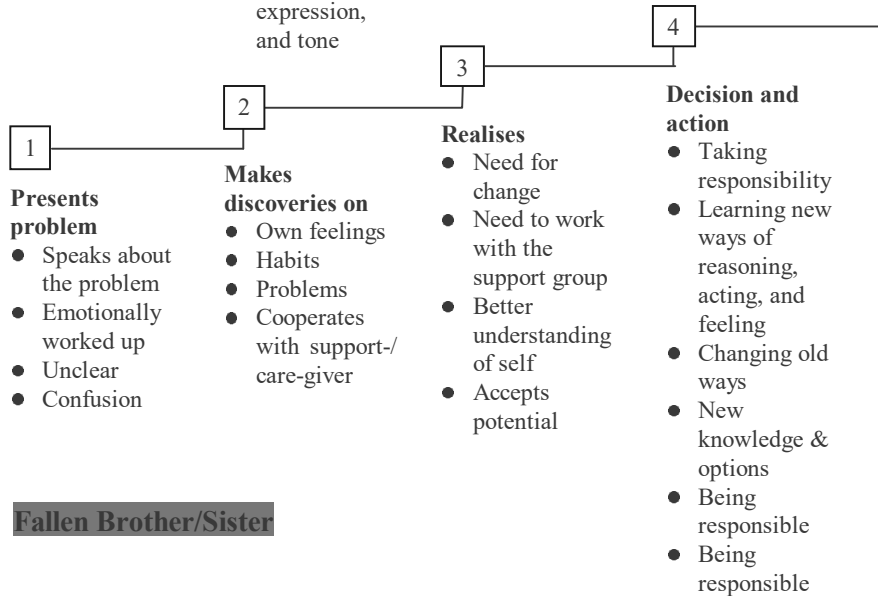 expression,
and tone
4
3
2
1
Decision and
action
● Taking
responsibility
● Learning new
ways of
reasoning,
acting, and
feeling
● Changing old
ways
● New
knowledge &
options
● Being
responsible
● Being
responsible
Realises
● Need for
change
● Need to work
with the
support group
● Better
understanding
of self
● Accepts
potential
Makes
discoveries on
● Own feelings
● Habits
● Problems
● Cooperates
with support-/
care-giver
Presents
problem
● Speaks about
the problem
● Emotionally
worked up
● Unclear
● Confusion
Fallen Brother/Sister